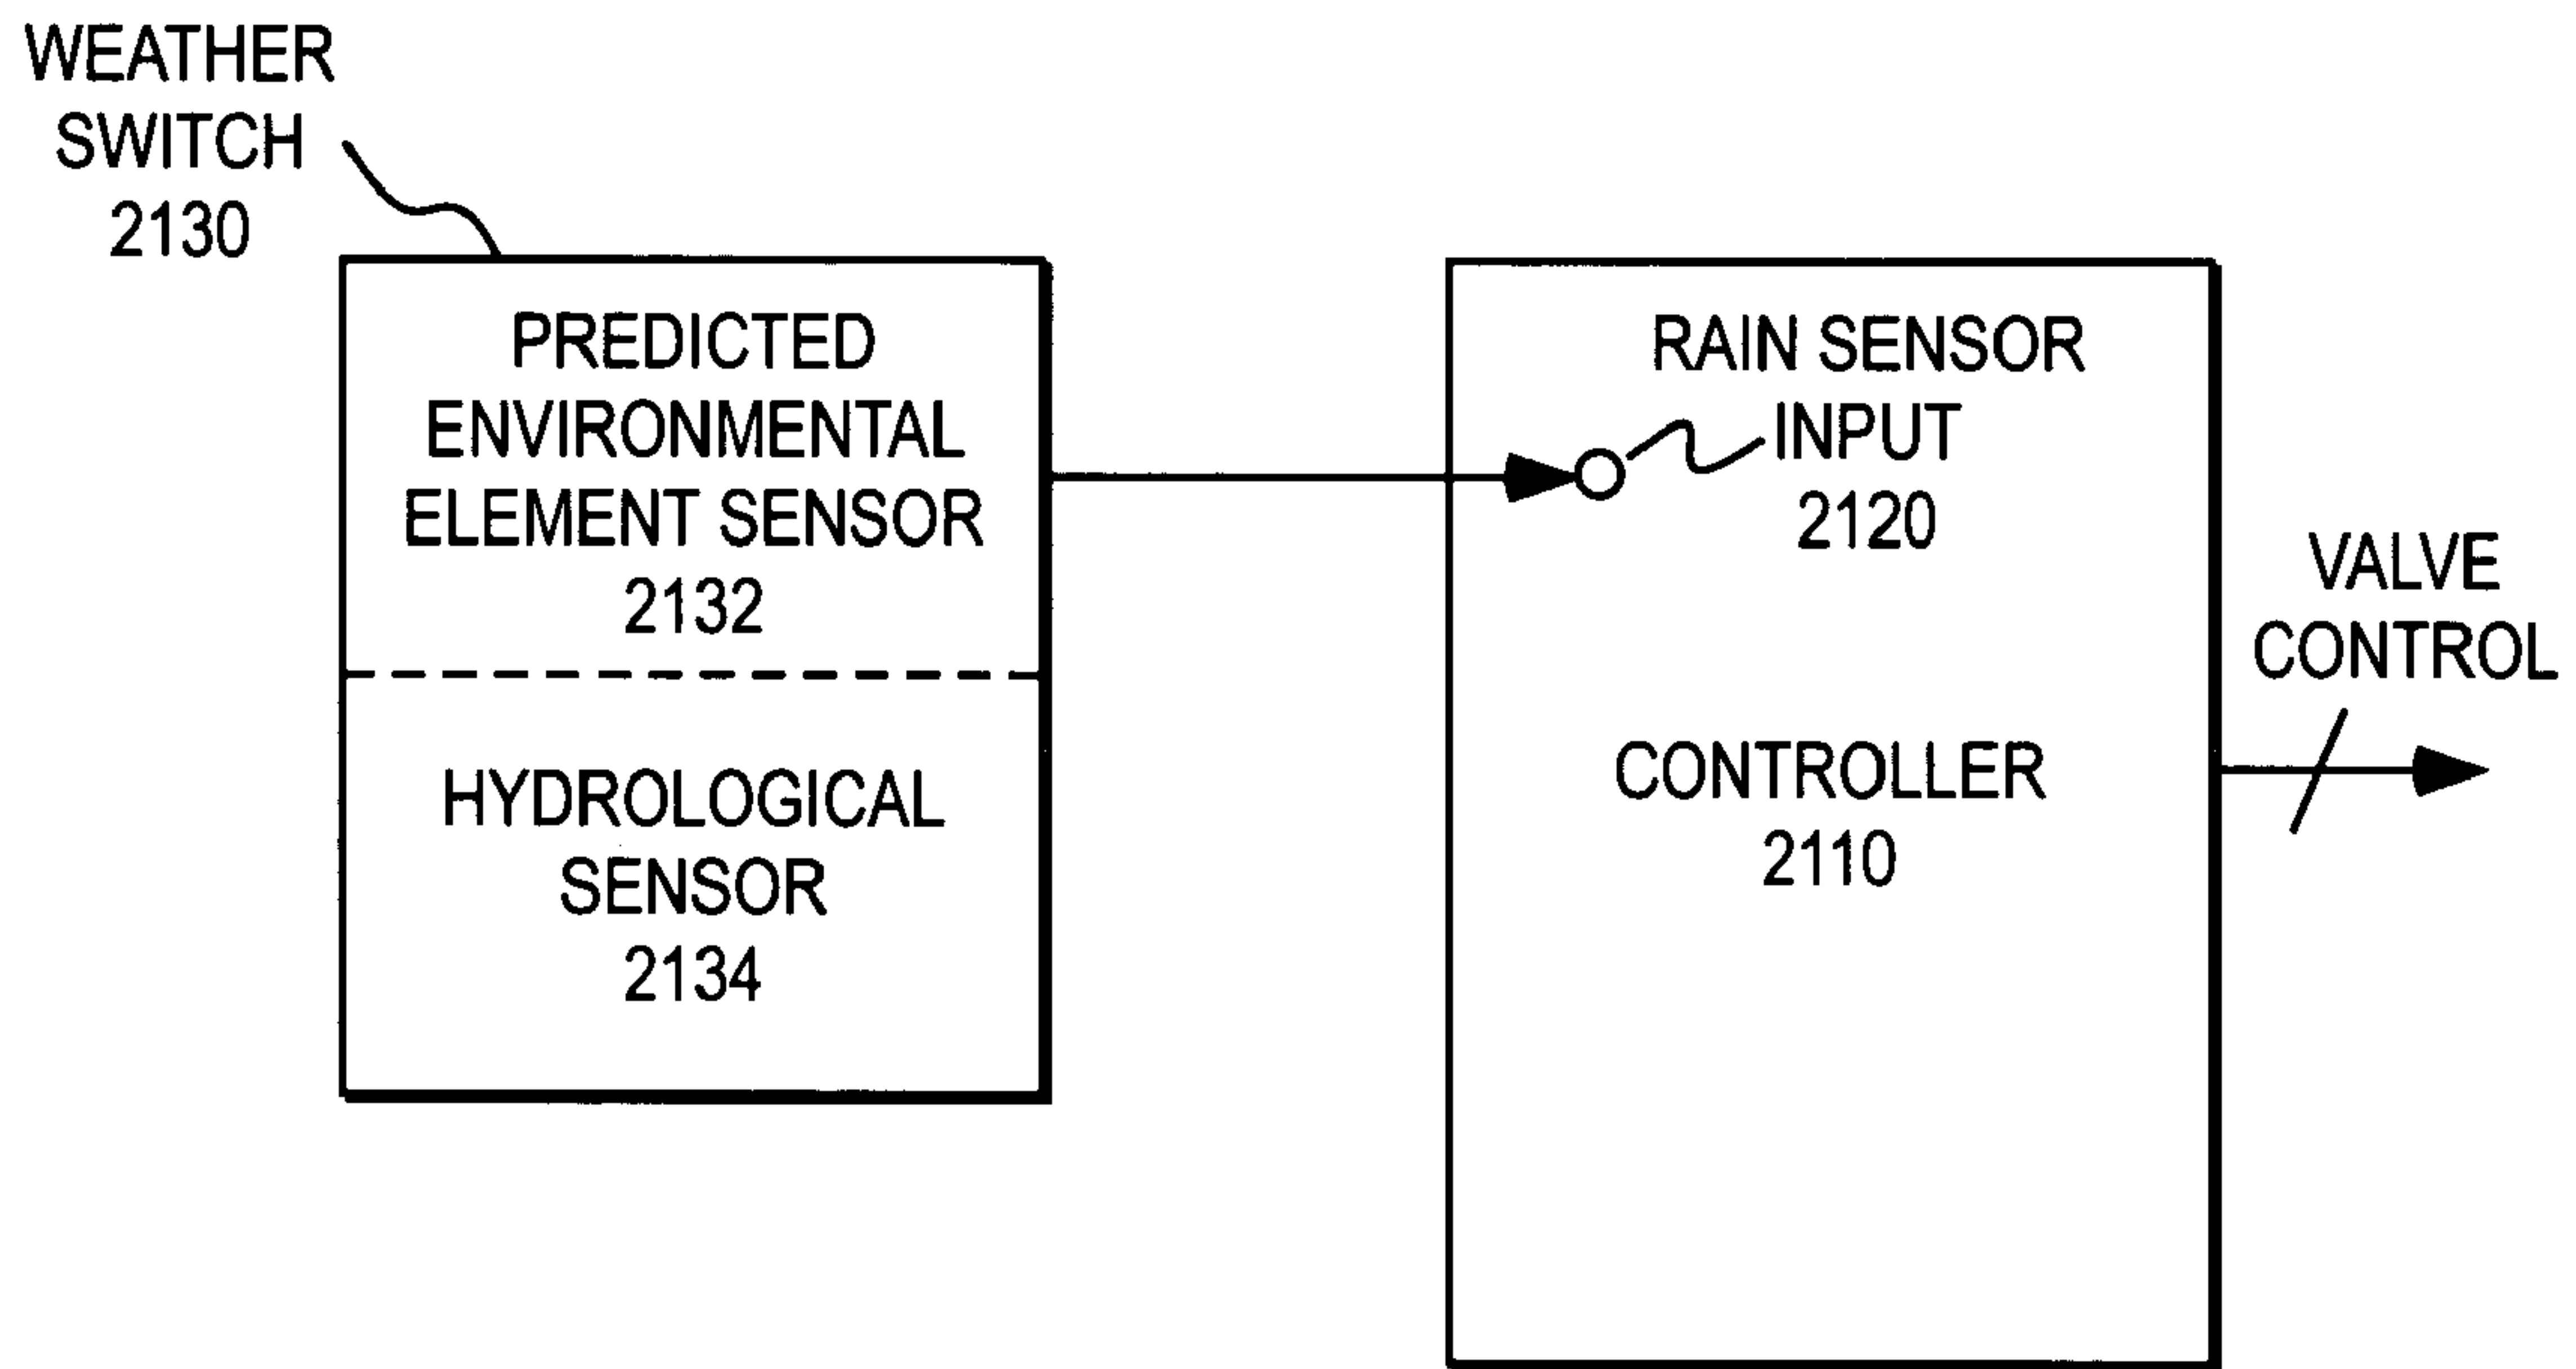 WEATHER
SWITCH
2130
PREDICTED
ENVIRONMENTAL
ELEMENT SENSOR
2132
HYDROLOGICAL
SENSOR
2134
RAIN SENSOR
INPUT
2120
CONTROLLER
2110
VALVE
CONTROL